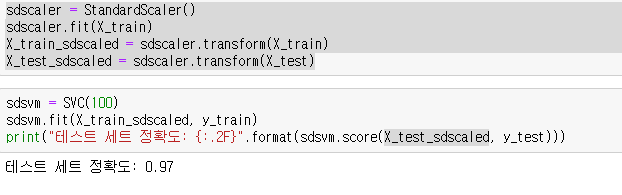 sdscaler = StandardScaler()
sdscaler.fit(X_train)
X_train_sdscaled = sdscaler.transform(X_train)
X_test_sdscaled = sdscaler.transform(X_test)
sdsvm = SVC(100)
sdsvm.fit(X_train_sdscaled, y_train)
print("테스트 세트 정확도: {:.2F}".format(sdsvm.score(X_test_sdscaled, y_test)))
테스트 세트 정확도: 0.97